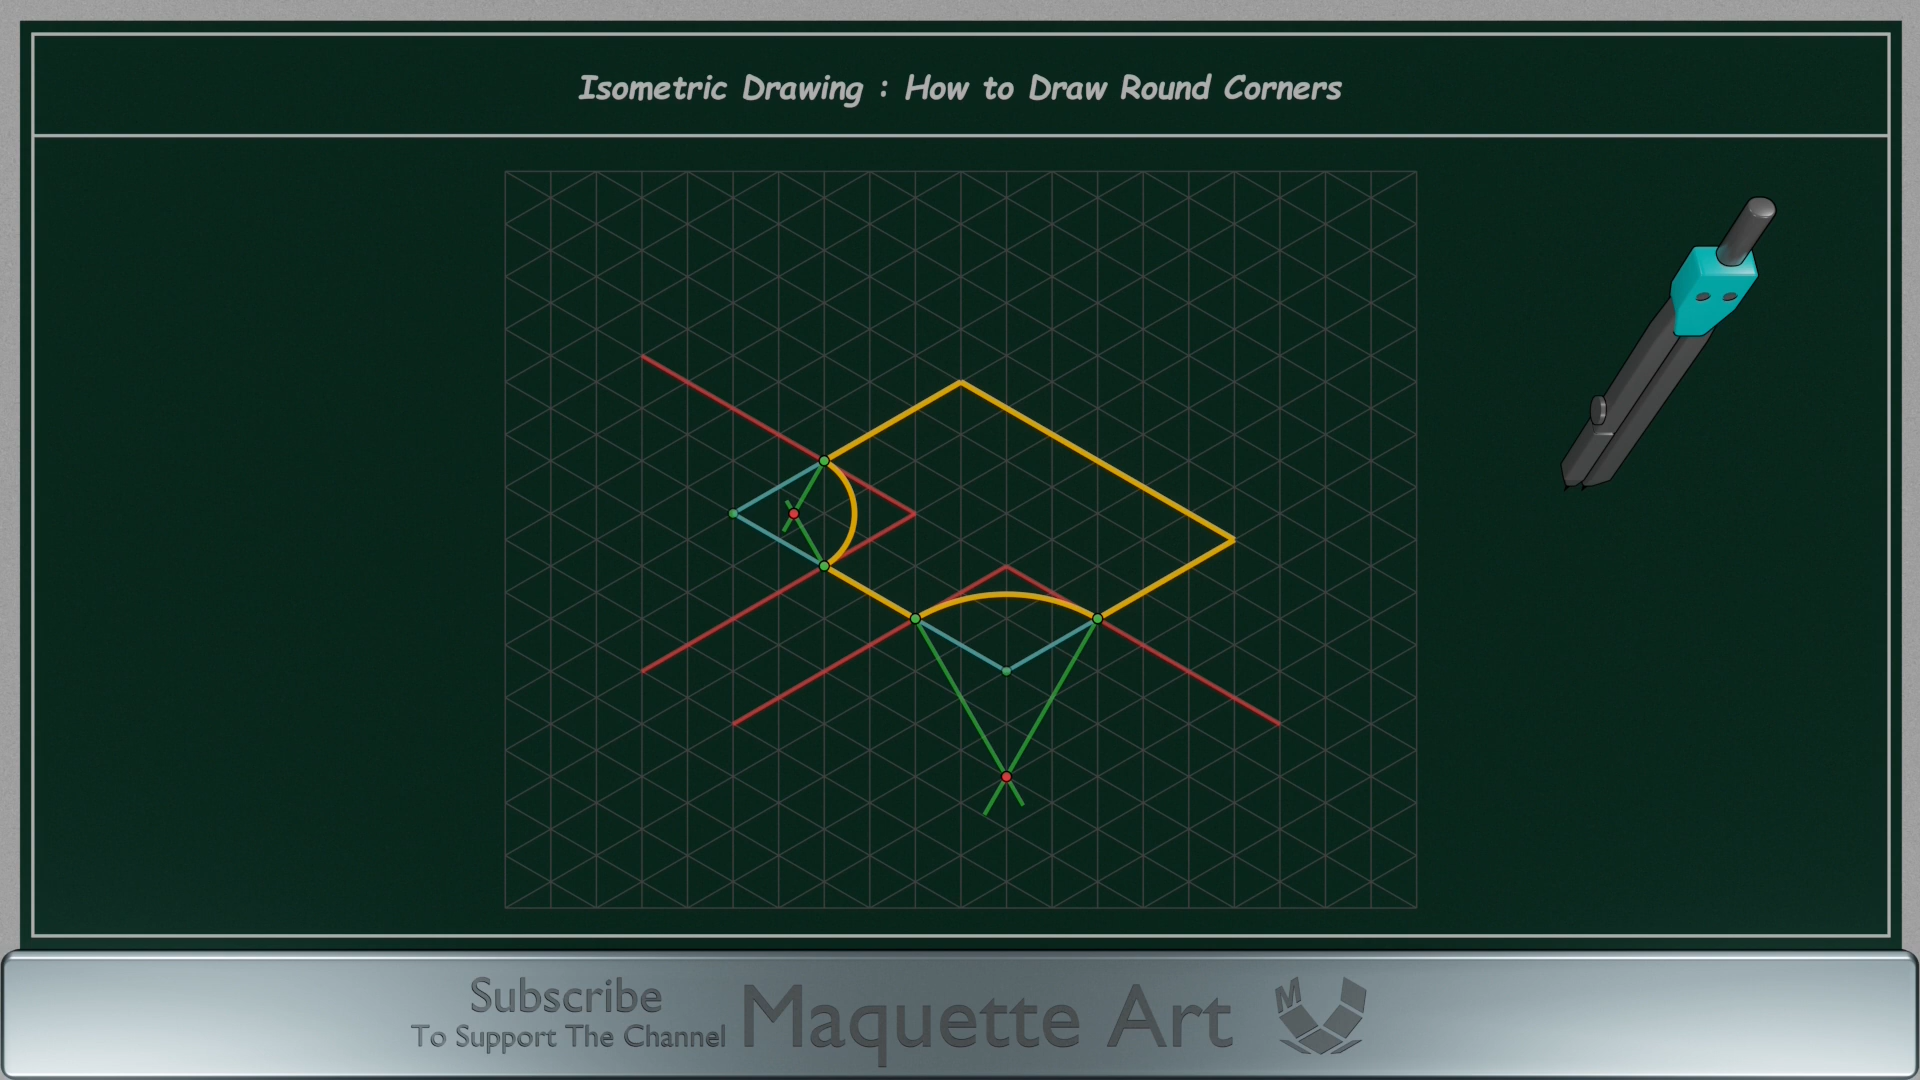 Isometric Drawing : How to Draw Round Corners
Subscribe
To Support The Channel
Maquette Art
M